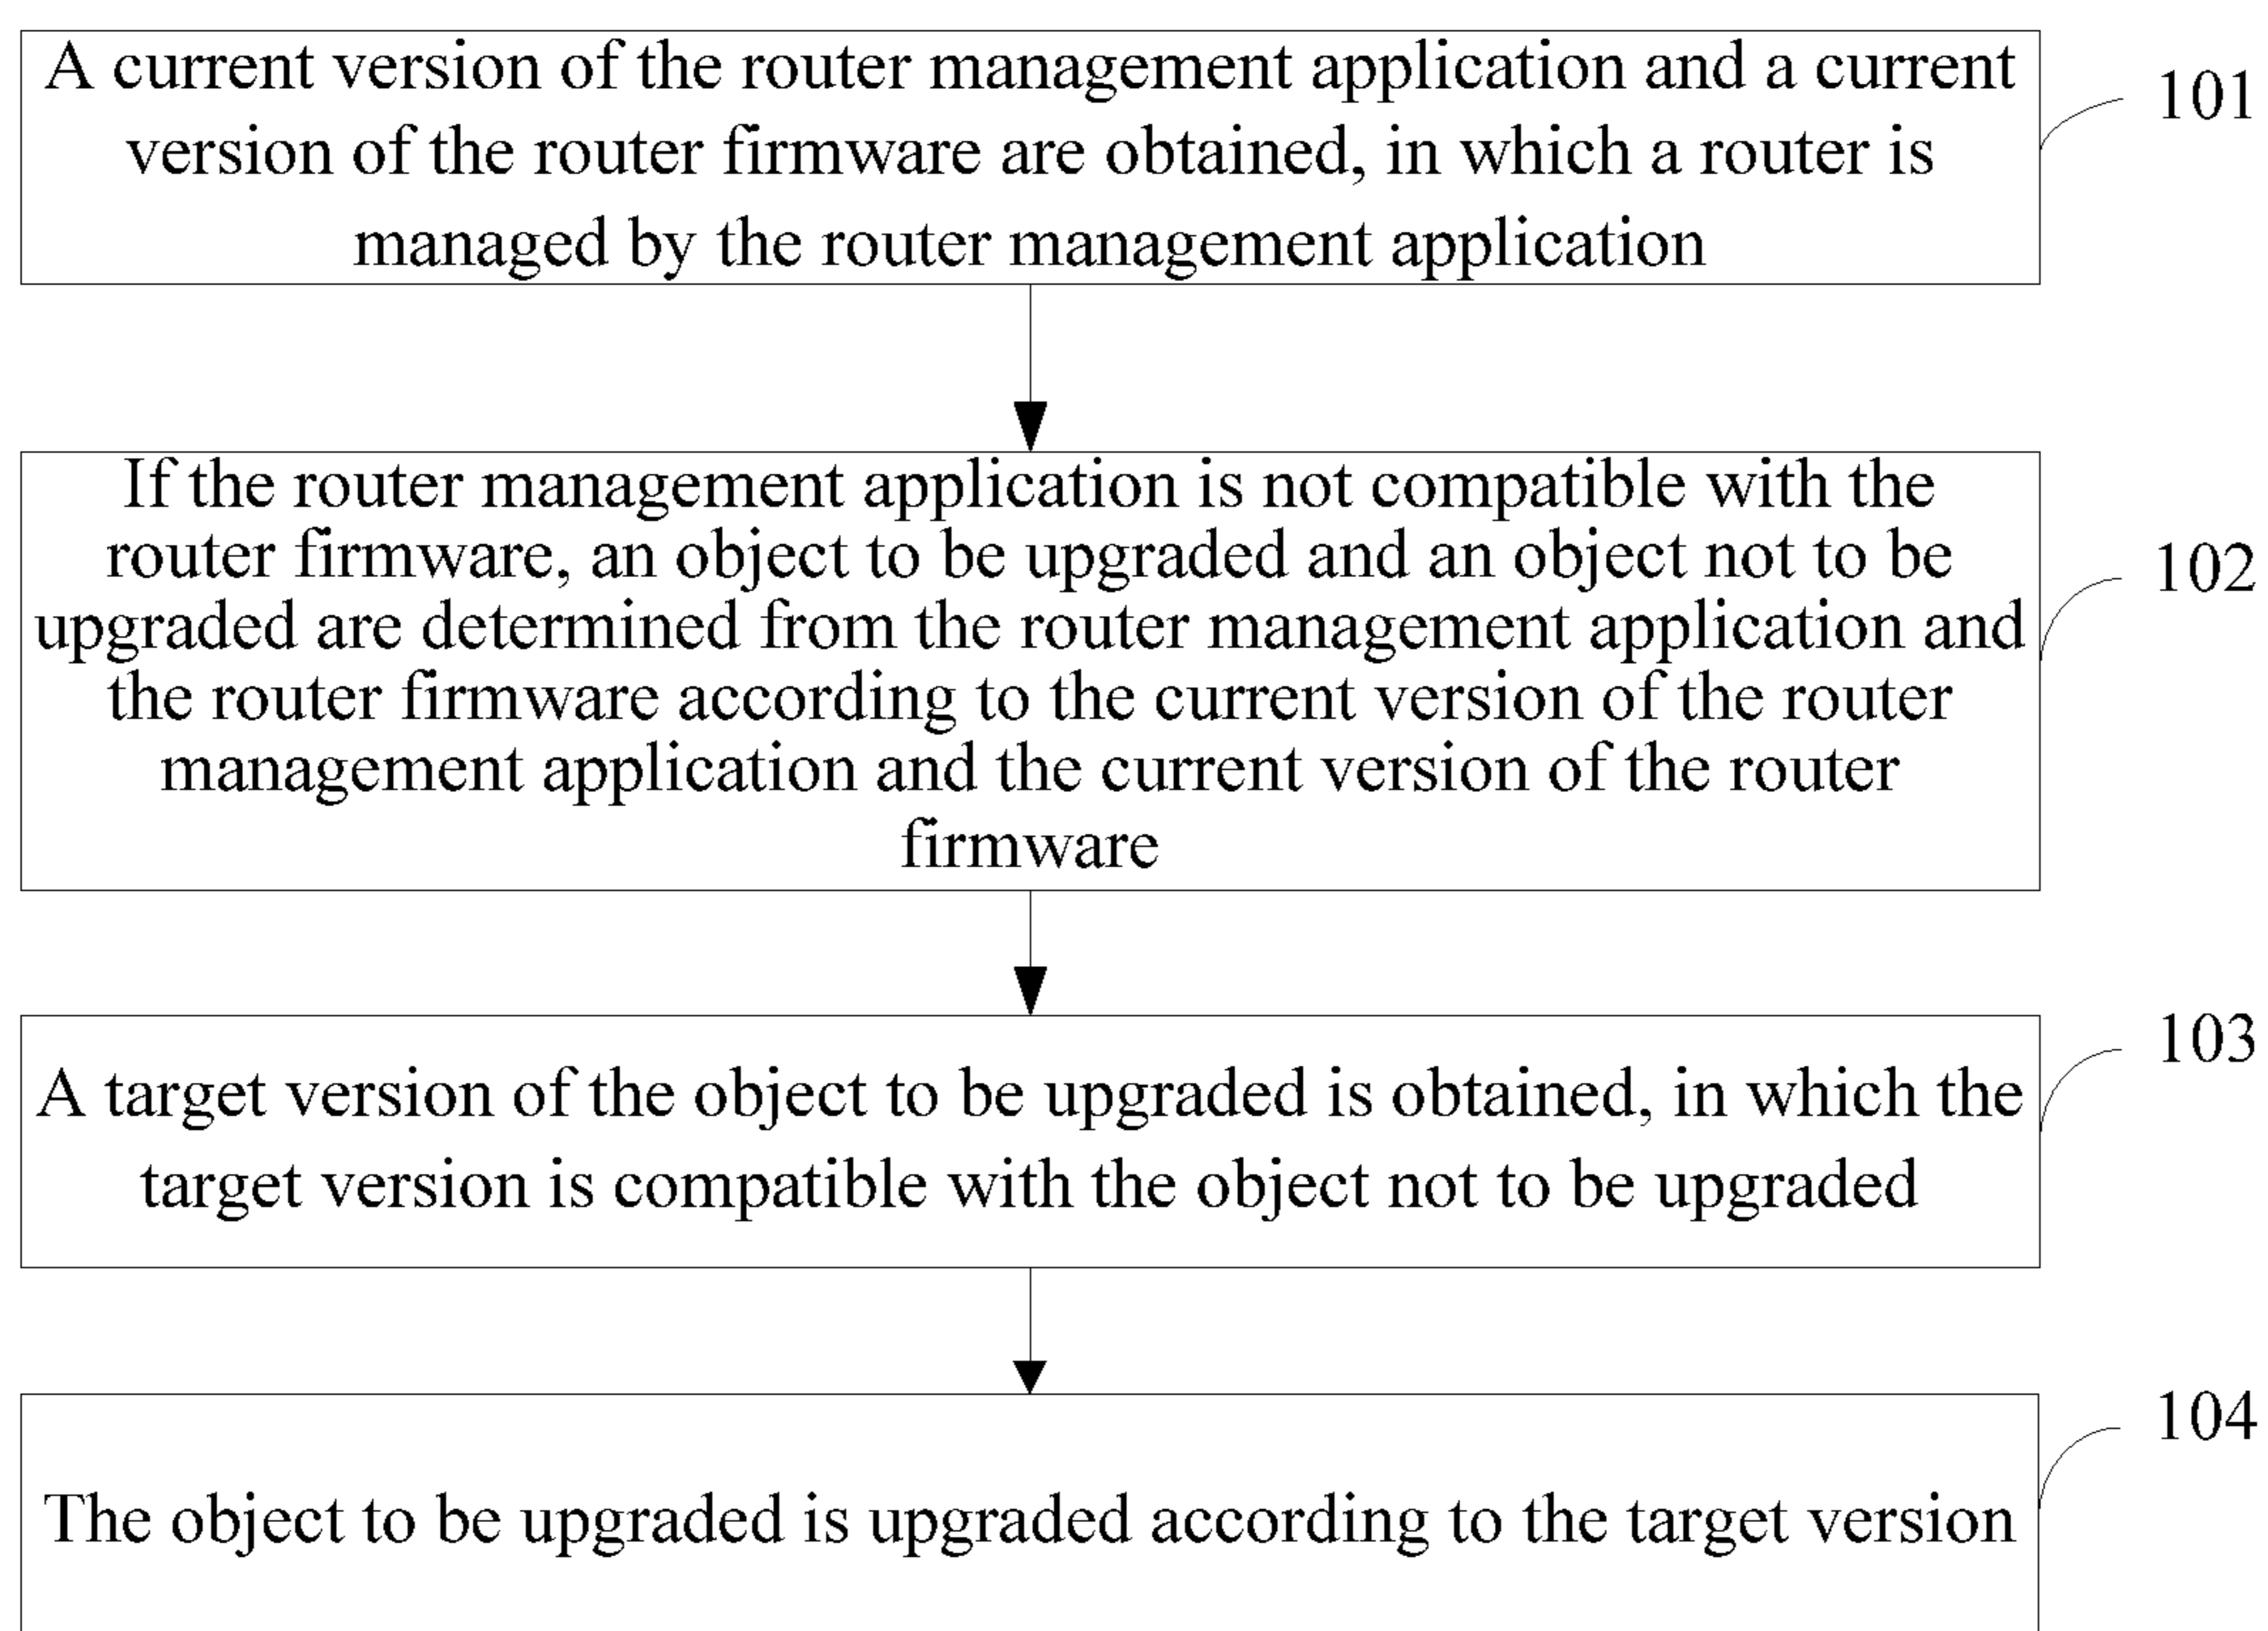 A current version of the router management application and a current
version of the router firmware are obtained, in which a router is
managed by the router management application
101
If the router management application is not compatible with the
router firmware, an object to be upgraded and an object not to be
upgraded are determined from the router management application and
the router firmware according to the current version of the router
management application and the current version of the router
firmware
102
A target version of the object to be upgraded is obtained, in which the
target version is compatible with the object not to be upgraded
103
The object to be upgraded is upgraded according to the target version
104